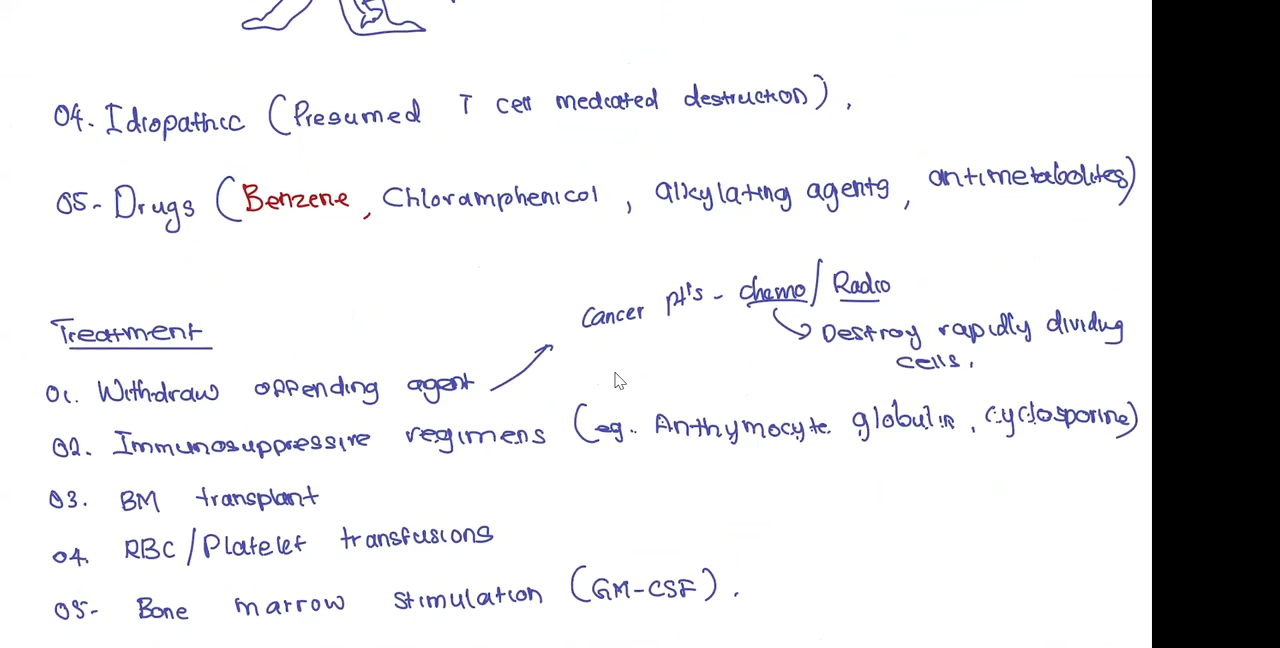 04. Idiopathic (Presumed T cell mediated destruction),
05- Drugs (Benzene, Chloramphenicol, alkylating agents, antimetabolites)
Cancer pt's - chemo/Radio
Destroy rapidly dividing
cells.
Treatment
01. Withdraw offending agent
02. Immunosuppressive regimens (eg.. Anthymocyte globulin, cyclosporine)
03. BM transplant
04. RBC/Platelet transfusions
05- Bone marrow stimulation (GM-CSF).